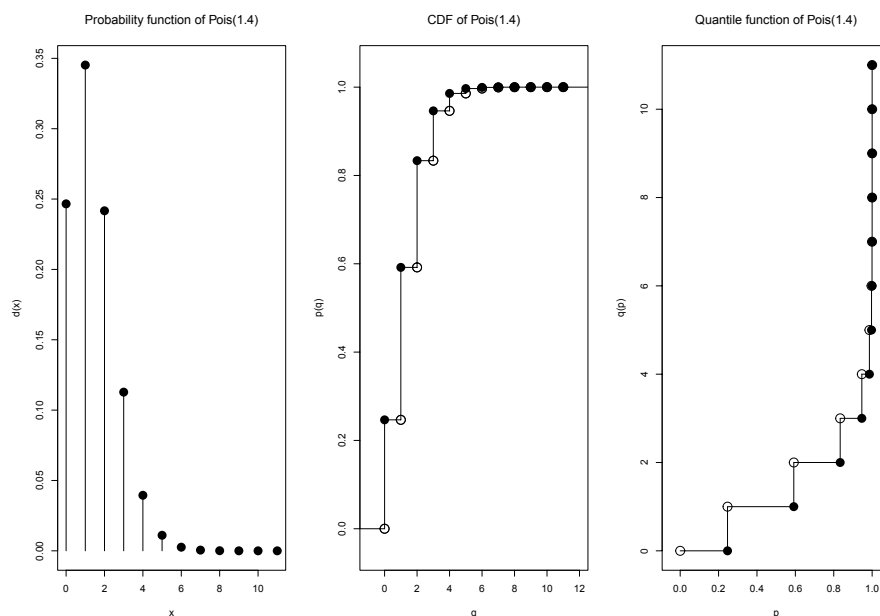 Probability function of Pois(1.4)
d(x)
0.35
0.30
0.25
0.20
0.15
0.10
0.05
0.00
0 2 4 6 8 10
x
CDF of Pois(1.4)
p(q)
1.0
0.8
0.6
0.4
0.2
0.0
0 2 4 6 8 10 12
q
Quantile function of Pois(1.4)
q(p)
10
8
6
4
2
0
0.0 0.2 0.4 0.6 0.8 1.0
p